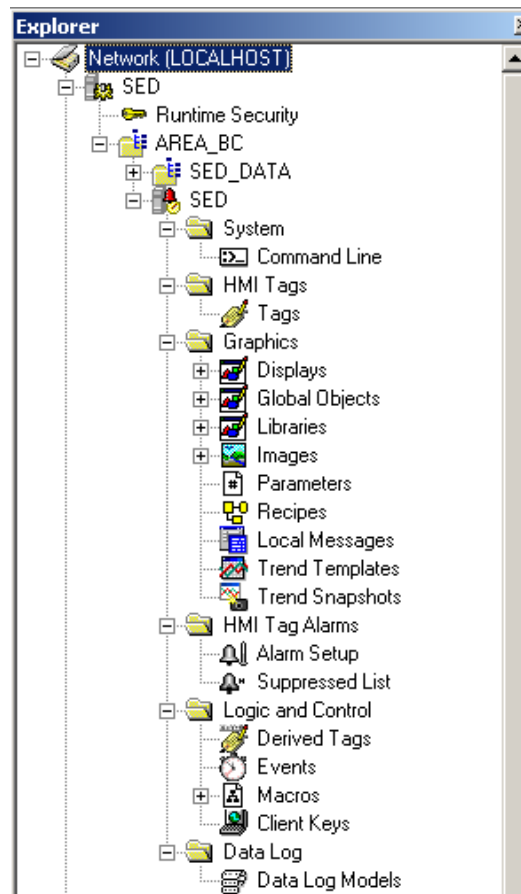 Explorer
Network (LOCALHOST)
SED
Runtime Security
AREA_BC
SED_DATA
SED
System
Command Line
HMI Tags
Tags
Graphics
Displays
Global Objects
Libraries
Images
Parameters
Recipes
Local Messages
Trend Templates
Trend Snapshots
HMI Tag Alarms
Alarm Setup
Suppressed List
Logic and Control
Derived Tags
Events
Macros
Client Keys
Data Log
Data Log Models